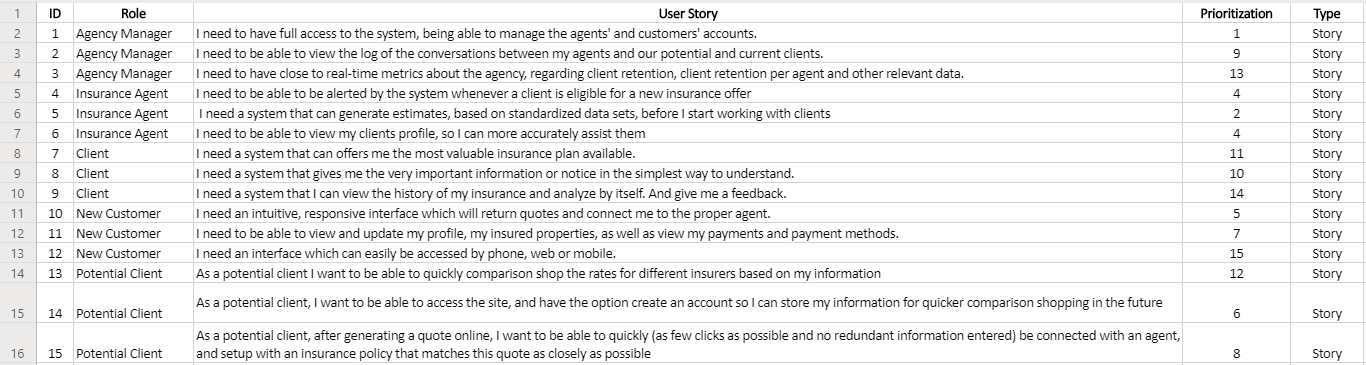 1 ID Role User Story Prioritization Type
2 1 Agency Manager I need to have full access to the system, being able to manage the agents' and customers' accounts. 1 Story
3 2 Agency Manager I need to be able to view the log of the conversations between my agents and our potential and current clients. 9 Story
4 3 Agency Manager I need to have close to real-time metrics about the agency, regarding client retention, client retention per agent and other relevant data. 13 Story
5 4 Insurance Agent I need to be able to be alerted by the system whenever a client is eligible for a new insurance offer 4 Story
6 5 Insurance Agent I need a system that can generate estimates, based on standardized data sets, before I start working with clients 2 Story
7 6 Insurance Agent I need to be able to view my clients profile, so I can more accurately assist them 4 Story
8 7 Client I need a system that can offers me the most valuable insurance plan available. 11 Story
9 8 Client I need a system that gives me the very important information or notice in the simplest way to understand. 10 Story
10 9 Client I need a system that I can view the history of my insurance and analyze by itself. And give me a feedback. 14 Story
11 10 New Customer I need an intuitive, responsive interface which will return quotes and connect me to the proper agent. 5 Story
12 11 New Customer I need to be able to view and update my profile, my insured properties, as well as view my payments and payment methods. 7 Story
13 12 New Customer I need an interface which can easily be accessed by phone, web or mobile. 15 Story
14 13 Potential Client As a potential client I want to be able to quickly comparison shop the rates for different insurers based on my information 12 Story
15 14 Potential Client As a potential client, I want to be able to access the site, and have the option create an account so I can store my information for quicker comparison shopping in the future 6 Story
As a potential client, after generating a quote online, I want to be able to quickly (as few clicks as possible and no redundant information entered) be connected with an agent,
16 15 Potential Client and setup with an insurance policy that matches this quote as closely as possible 8 Story